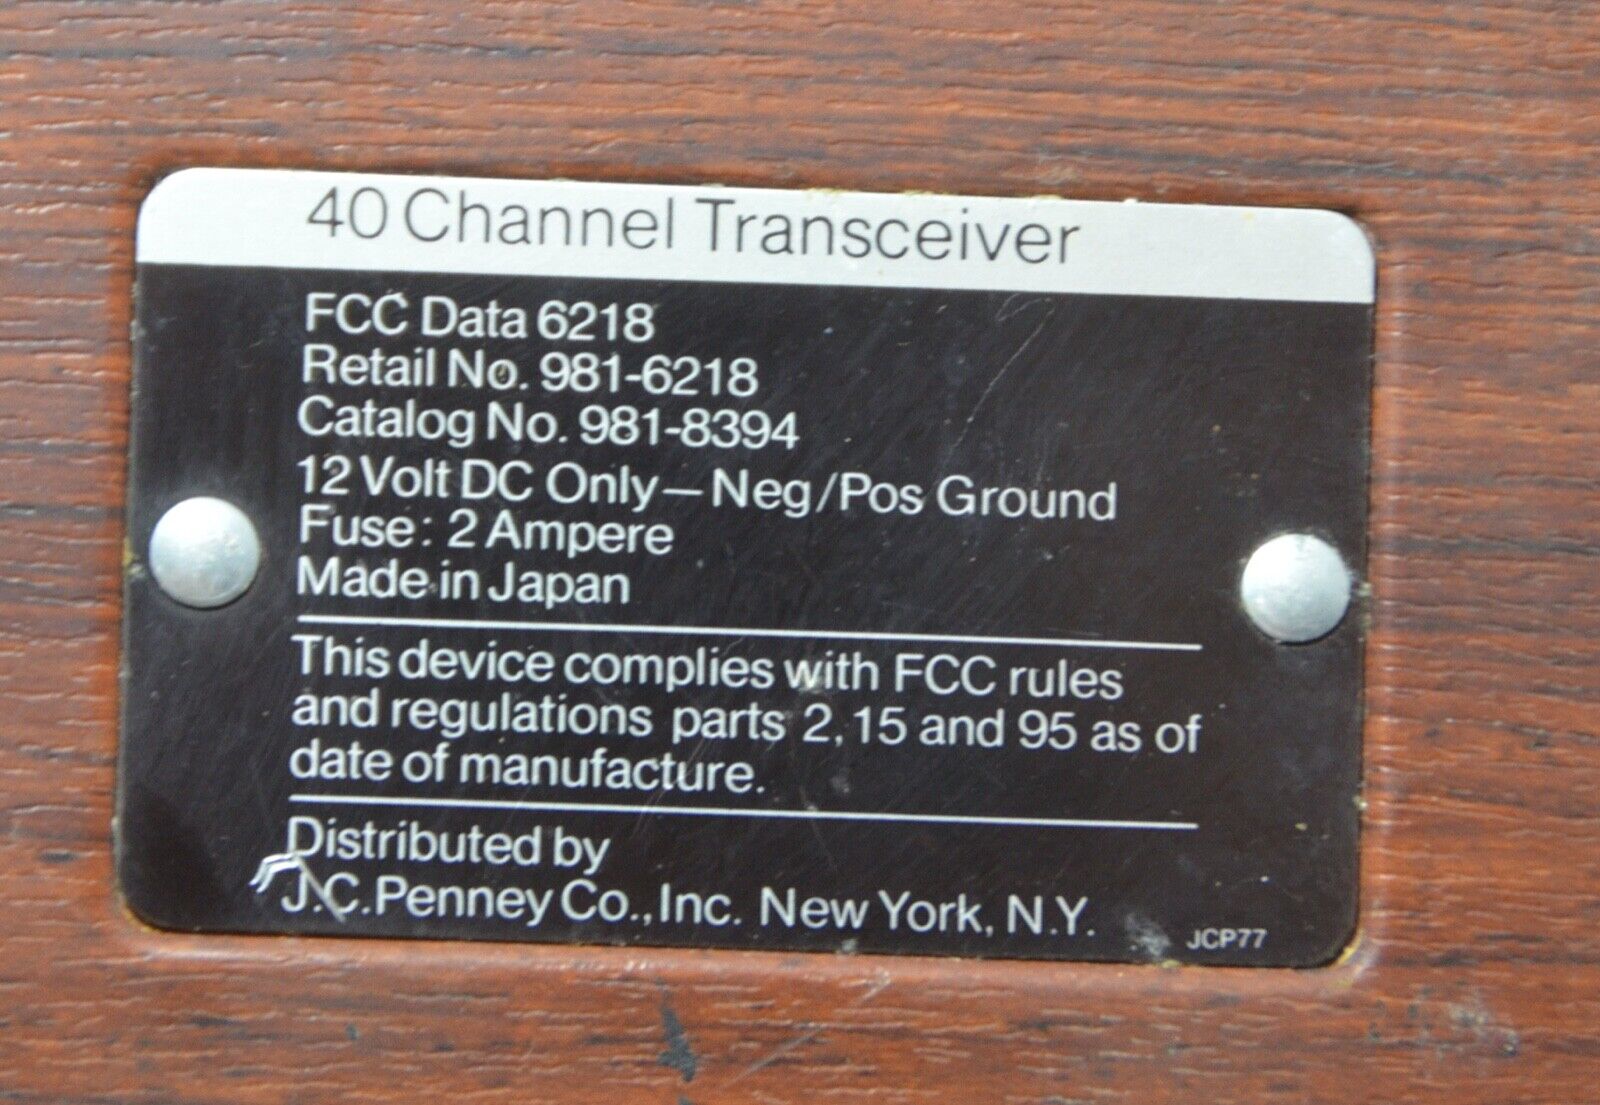 40 Channel Transceiver
FCC Data 6218
Retail No. 981-6218
Catalog No. 981-8394
12 Volt DC Only—Neg/Pos Ground
Fuse: 2 Ampere
Made in Japan
This device complies with FCC rules
and regulations parts 2, 15 and 95 as of
date of manufacture.
Distributed by
J.C. Penney Co., Inc. New York, N.Y.
JCP77